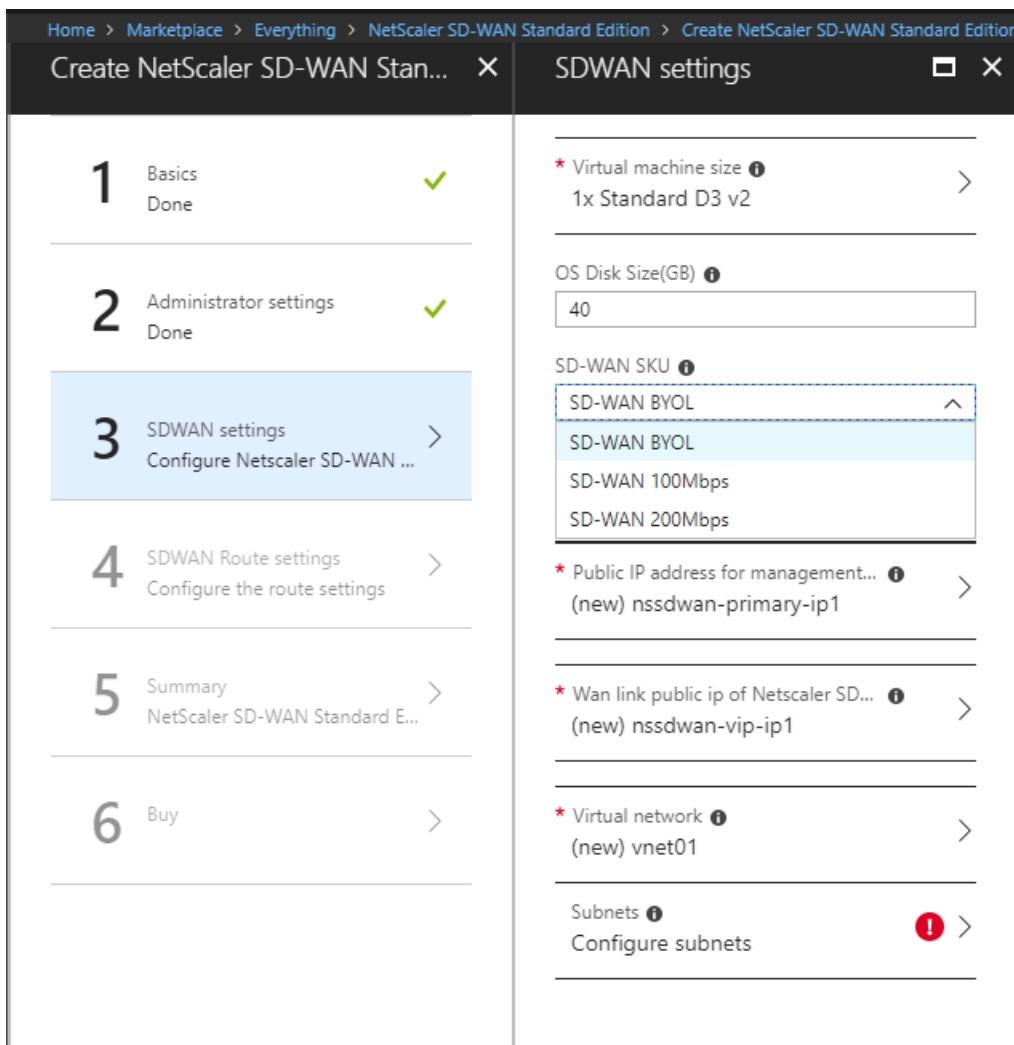 Home > Marketplace > Everything > NetScaler SD-WAN Standard Edition > Create NetScaler SD-WAN Standard Edition
Create NetScaler SD-WAN Stan...
1
Basics
Done
2
Administrator settings
Done
3
SDWAN settings
Configure Netscaler SD-WAN ...
4
SDWAN Route settings
Configure the route settings
5
Summary
NetScaler SD-WAN Standard E...
6
Buy
SDWAN settings
* Virtual machine size
1x Standard D3 v2
OS Disk Size(GB)
40
SD-WAN SKU
SD-WAN BYOL
SD-WAN BYOL
SD-WAN 100Mbps
SD-WAN 200Mbps
* Public IP address for management...
(new) nssdwan-primary-ip1
* Wan link public ip of Netscaler SD...
(new) nssdwan-vip-ip1
* Virtual network
(new) vnet01
Subnets
Configure subnets